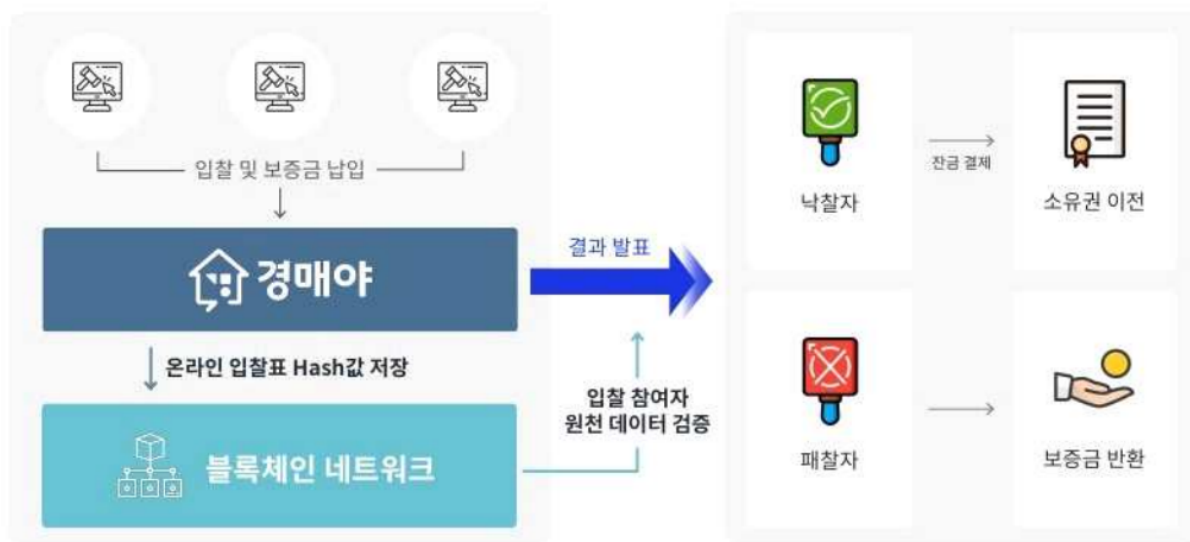 입찰 및 보증금 납입
경매야
온라인 입찰표 Hash값 저장
블록체인 네트워크
결과 발표
입찰 참여자
원천 데이터 검증
낙찰자
잔금 결제
소유권 이전
패찰자
보증금 반환